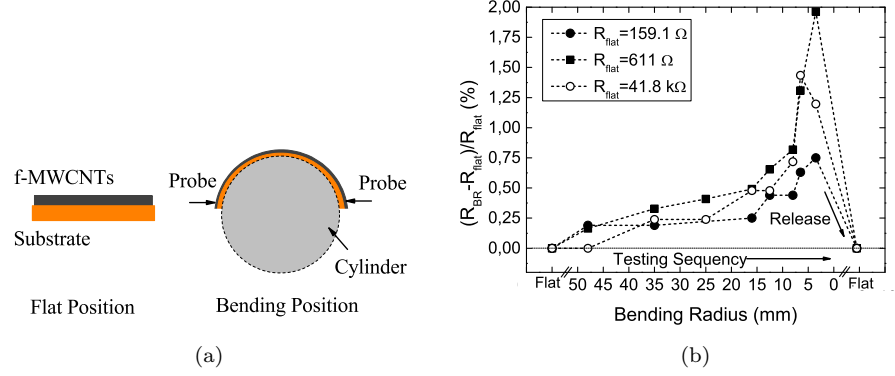 f-MWCNTs
Substrate
Flat Position
Probe
Probe
Cylinder
Bending Position
(a)
(R_BR-R_flat)/R_flat (%)
2,00
1,75
1,50
1,25
1,00
0,75
0,50
0,25
0,00
R_flat=159.1 Ω
R_flat=611 Ω
R_flat=41.8 kΩ
Release
Testing Sequency
Flat 50 45 40 35 30 25 20 15 10 5 0 Flat
Bending Radius (mm)
(b)